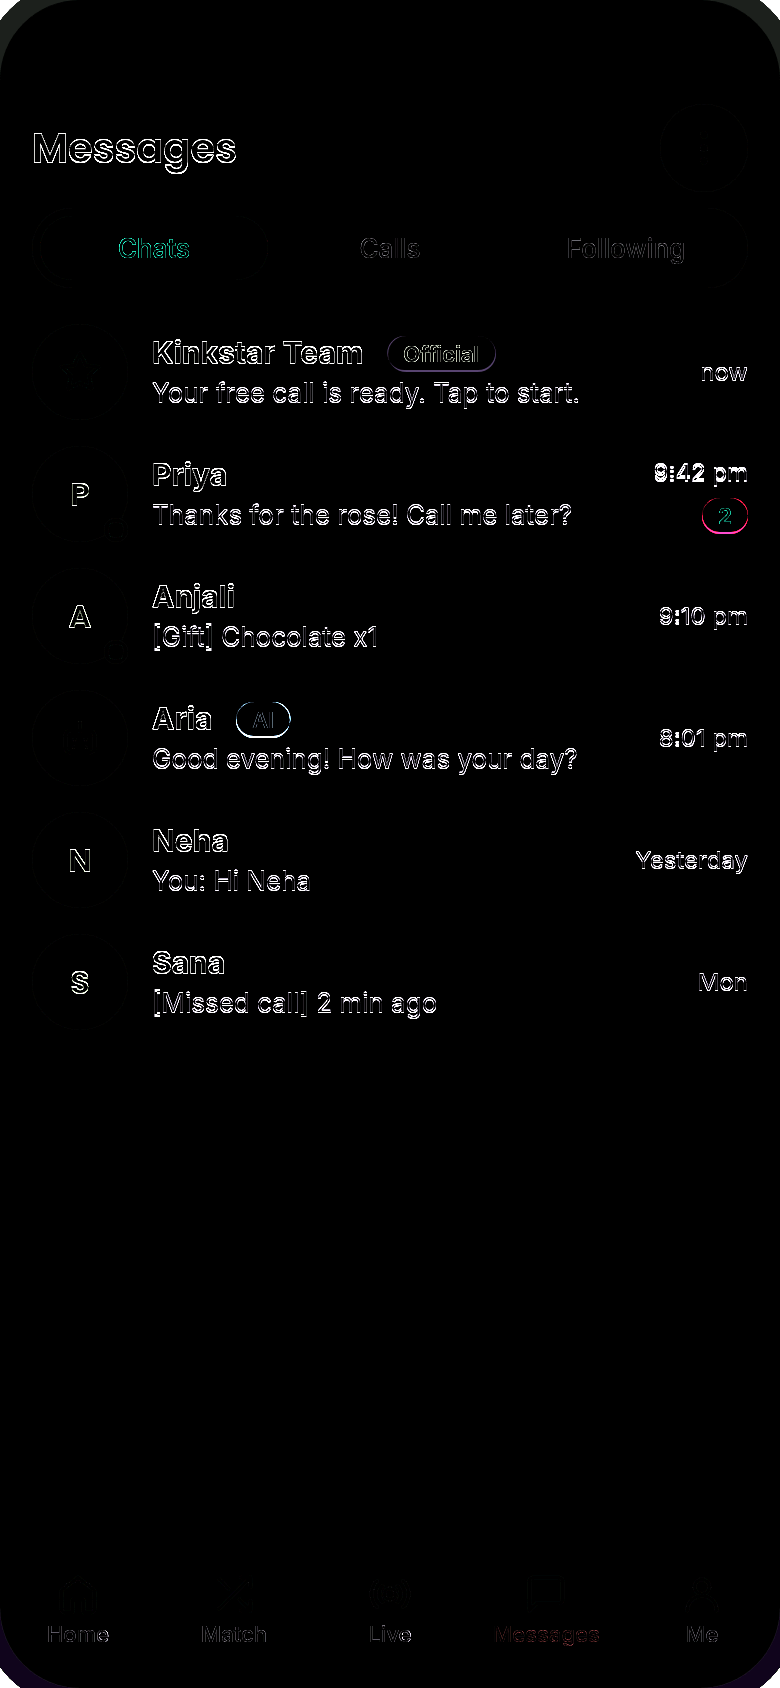 Messages
Chats Calls Following
Kinkstar Team Official
Your free call is ready. Tap to start.
now
P
Priya
Thanks for the rose! Call me later?
9:42 pm
2
A
Anjali
[Gift] Chocolate x1
9:10 pm
Aria AI
Good evening! How was your day?
8:01 pm
N
Neha
You: Hi Neha
Yesterday
S
Sana
[Missed call] 2 min ago
Mon
Home Match Live Messages Me